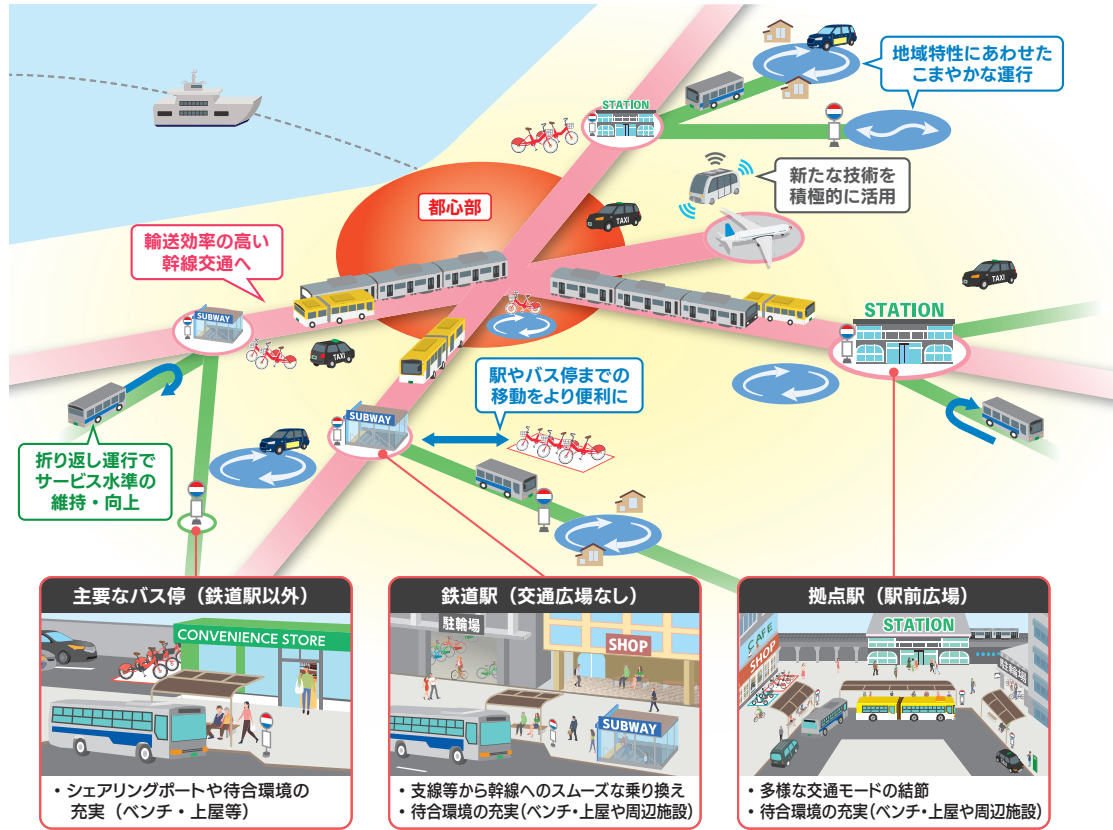 地域特性にあわせた
こまやかな運行
STATION
新たな技術を
積極的に活用
都心部
TAXI
輸送効率の高い
幹線交通へ
TAXI
SUBWAY
STATION
TAXI
駅やバス停までの
移動をより便利に
SUBWAY
折り返し運行で
サービス水準の
維持・向上
主要なバス停（鉄道駅以外）
CONVENIENCE STORE
・シェアリングポートや待合環境の
充実（ベンチ・上屋等）
鉄道駅（交通広場なし）
駐輪場
SHOP
SUBWAY
・支線等から幹線へのスムーズな乗り換え
・待合環境の充実(ベンチ・上屋や周辺施設)
拠点駅（駅前広場）
STATION
CAFE
SHOP
駐輪場
・多様な交通モードの結節
・待合環境の充実(ベンチ・上屋や周辺施設)